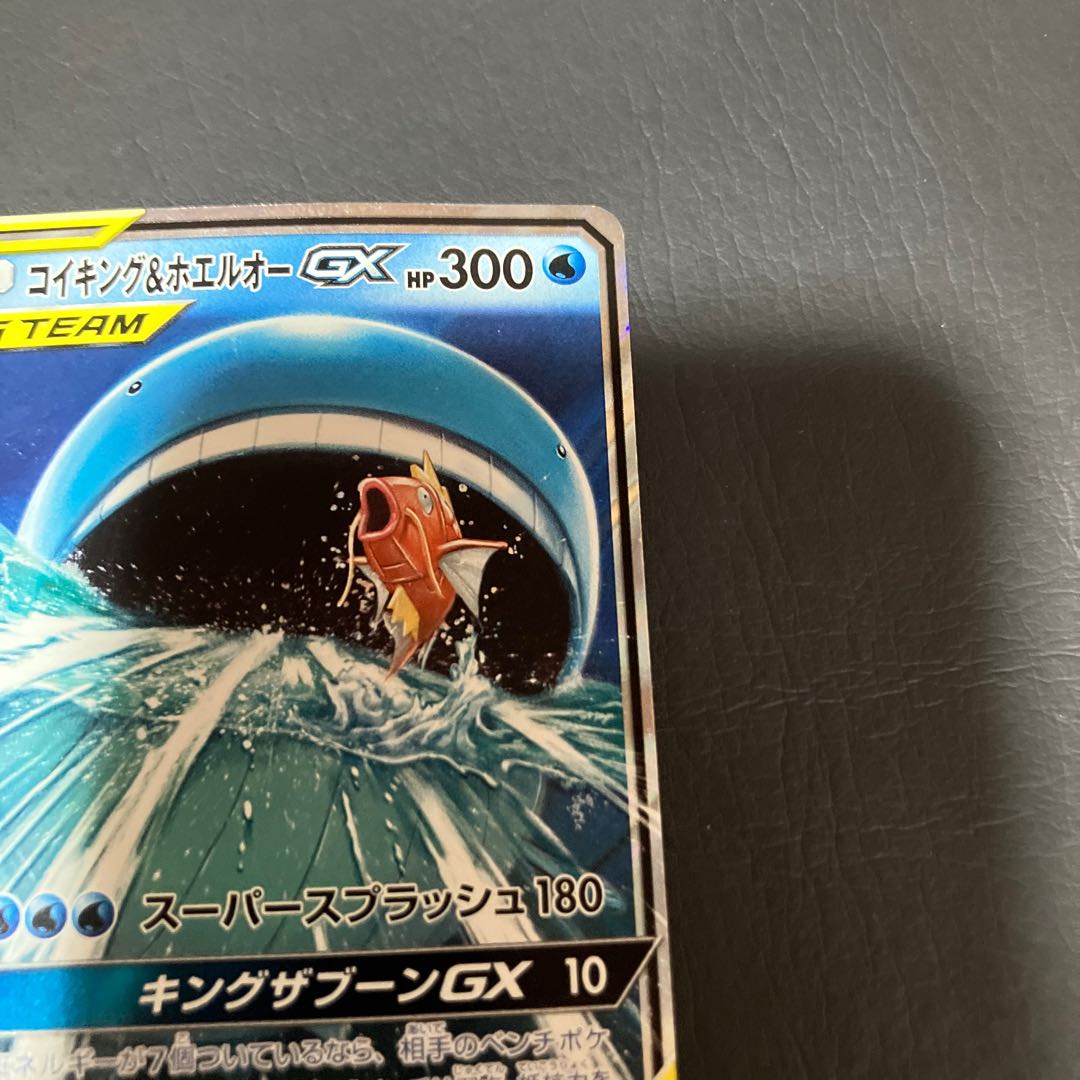 コイキング&ホエルオーGX HP300
TEAM
スーパースプラッシュ 180
キングザブーンGX 10
ネルギーが7個ついているなら、相手のベンチポケ